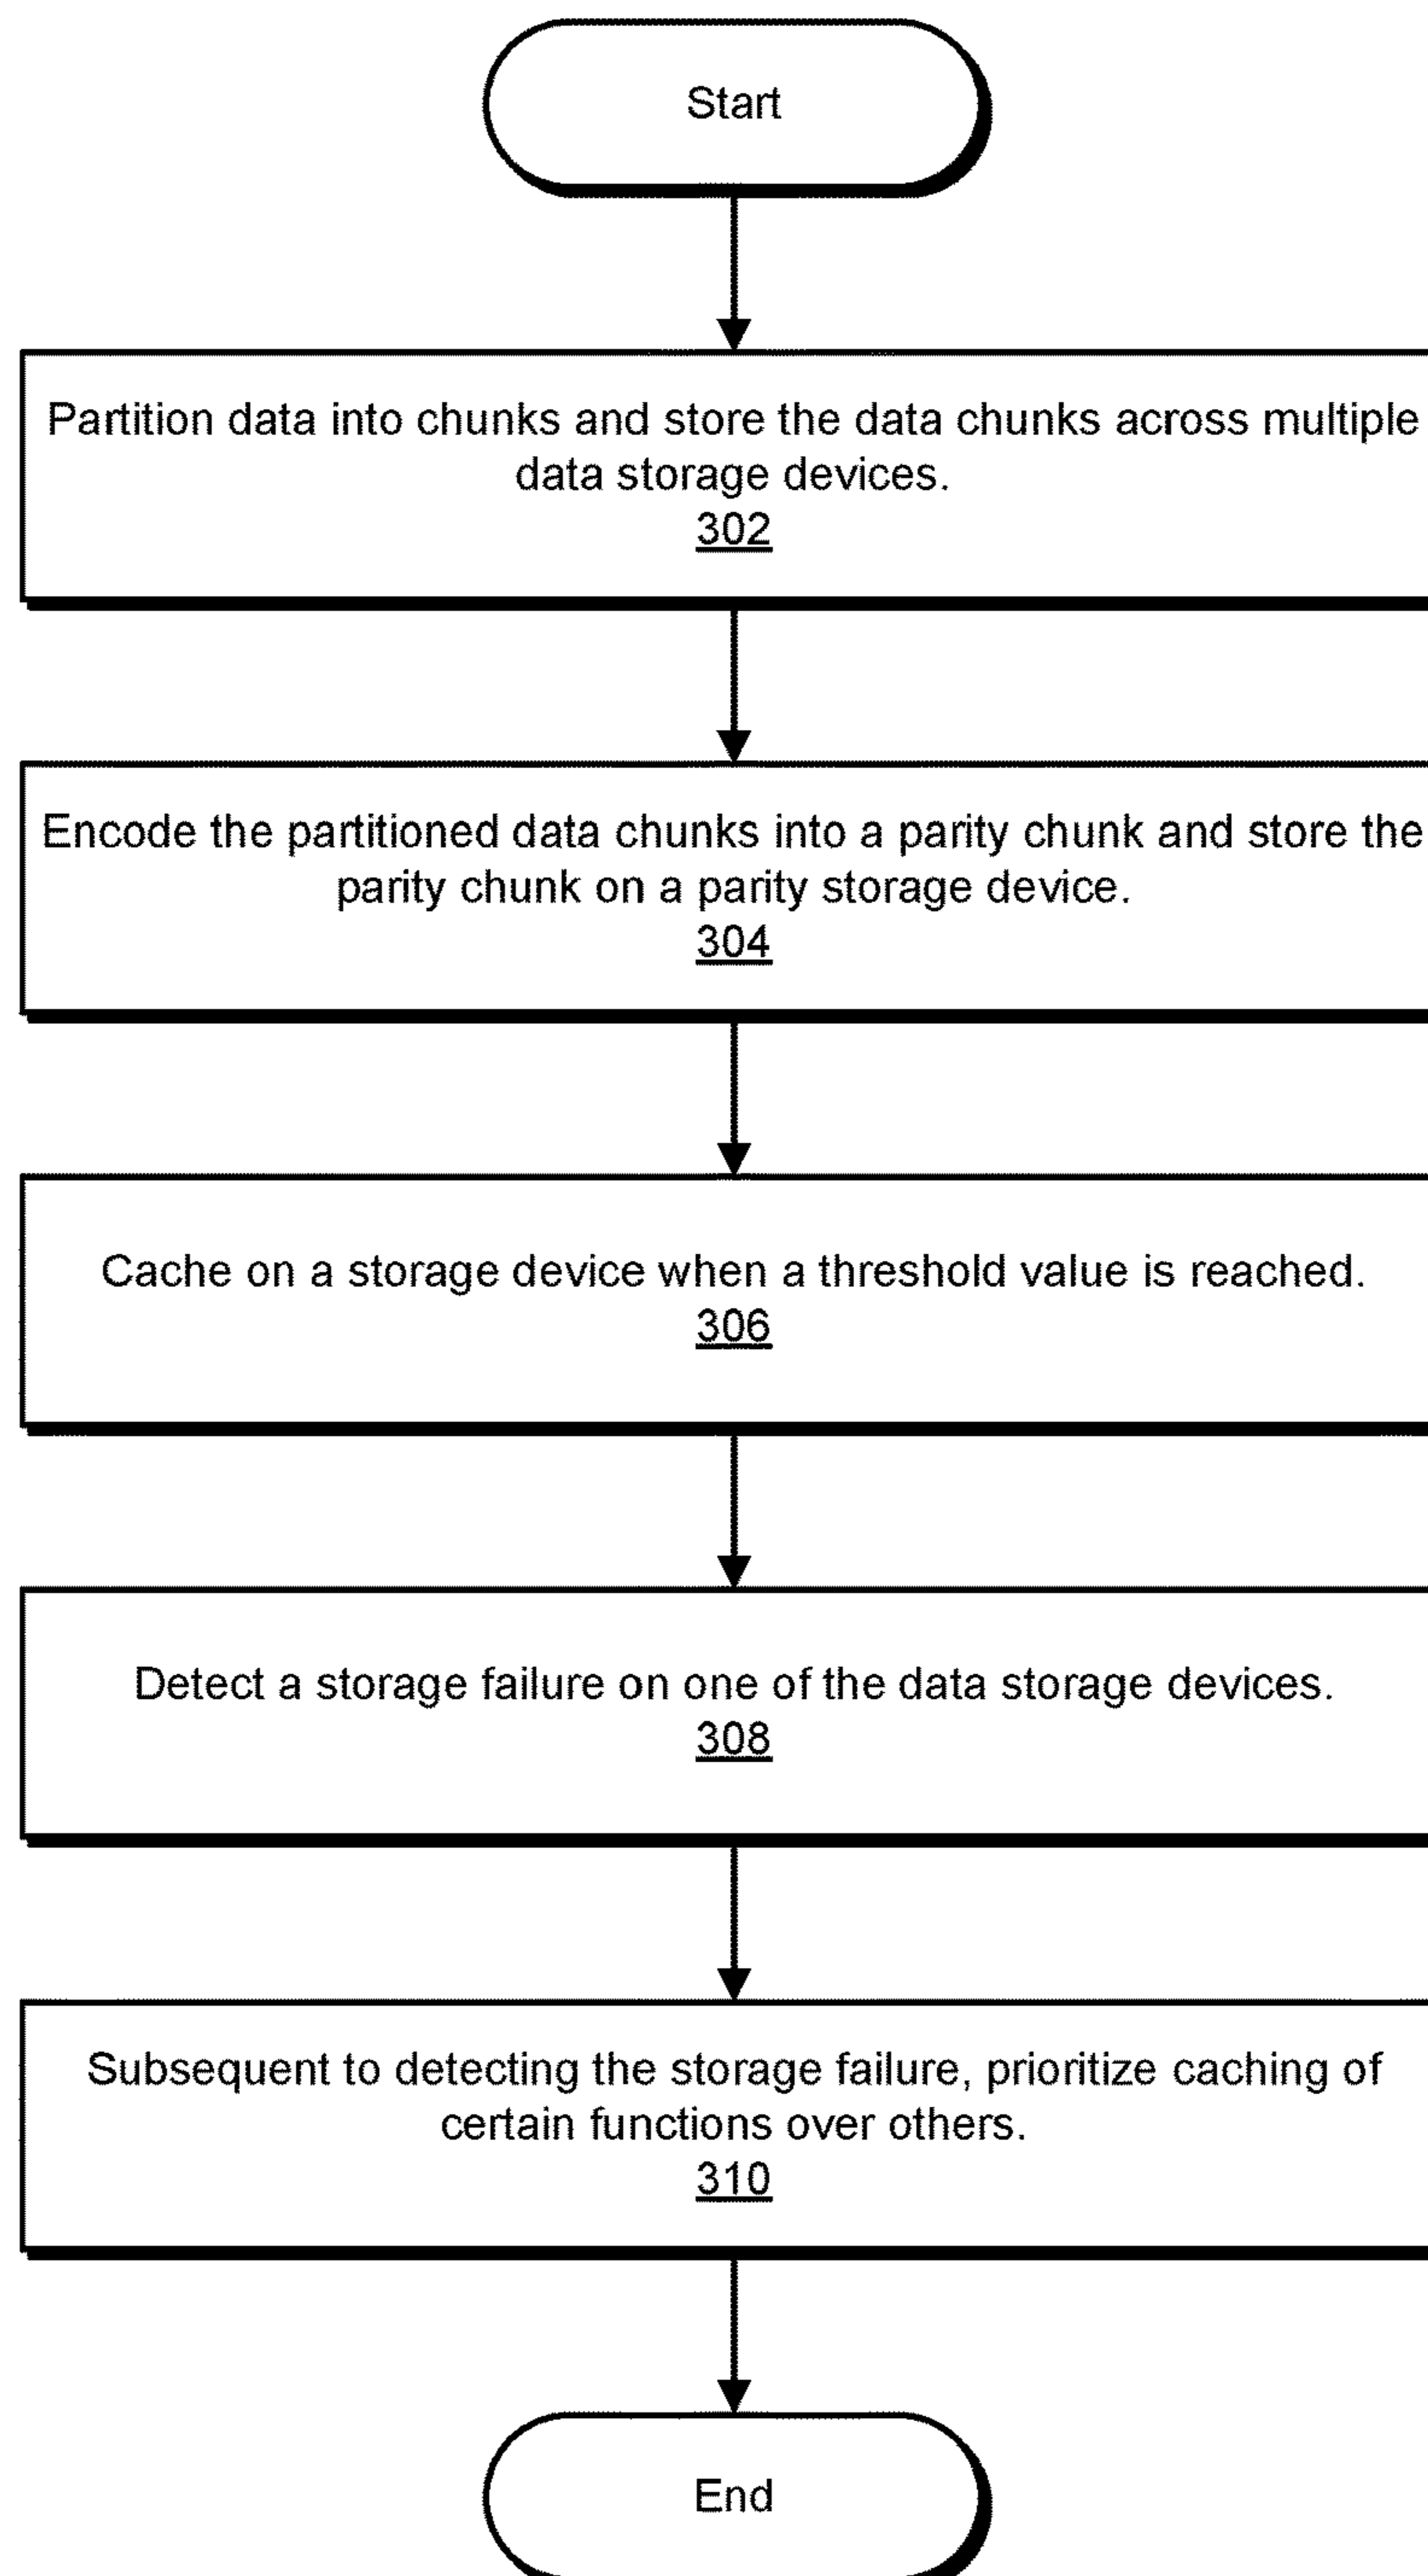 Start
Partition data into chunks and store the data chunks across multiple
data storage devices.
302
Encode the partitioned data chunks into a parity chunk and store the
parity chunk on a parity storage device.
304
Cache on a storage device when a threshold value is reached.
306
Detect a storage failure on one of the data storage devices.
308
Subsequent to detecting the storage failure, prioritize caching of
certain functions over others.
310
End